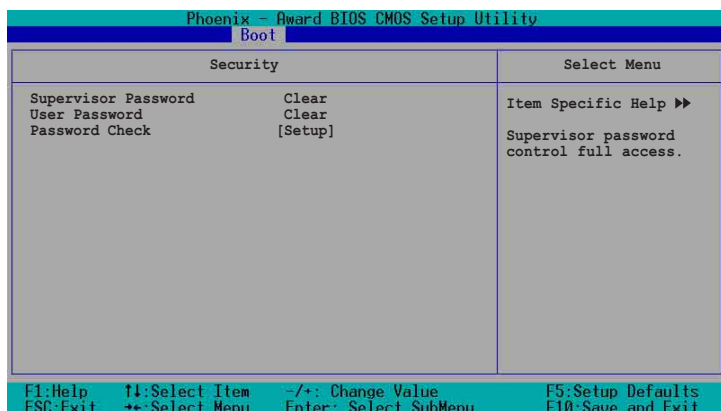 Phoenix - Award BIOS CMOS Setup Utility
Boot
Security
Select Menu
Supervisor Password Clear
User Password Clear
Password Check [Setup]
Item Specific Help ▶▶
Supervisor password
control full access.
F1:Help ↑↓:Select Item -/+: Change Value F5:Setup Defaults
ESC:Exit →←:Select Menu Enter: Select SubMenu F10:Save and Exit